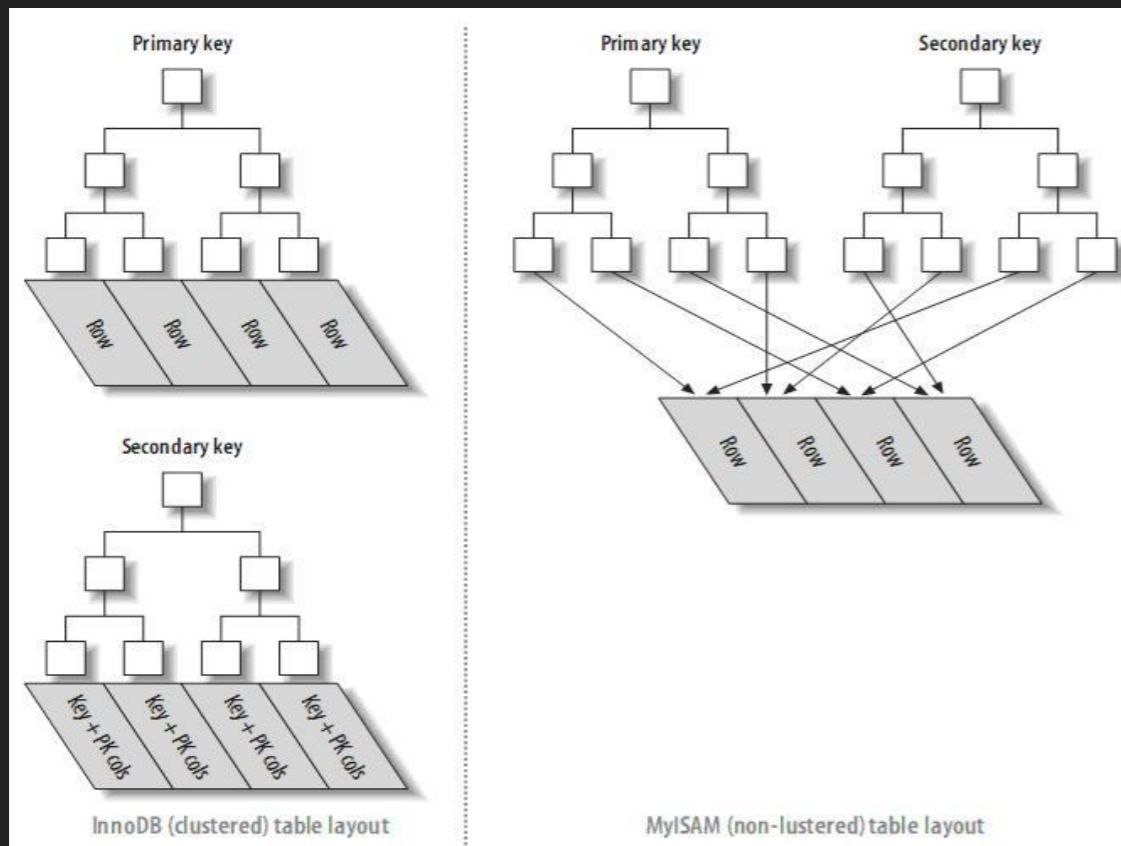 Primary key
Row
Row
Row
Row
Secondary key
Key + PK cols
Key + PK cols
Key + PK cols
Key + PK cols
InnoDB (clustered) table layout
Primary key
Secondary key
Row
Row
Row
Row
MyISAM (non-lustered) table layout